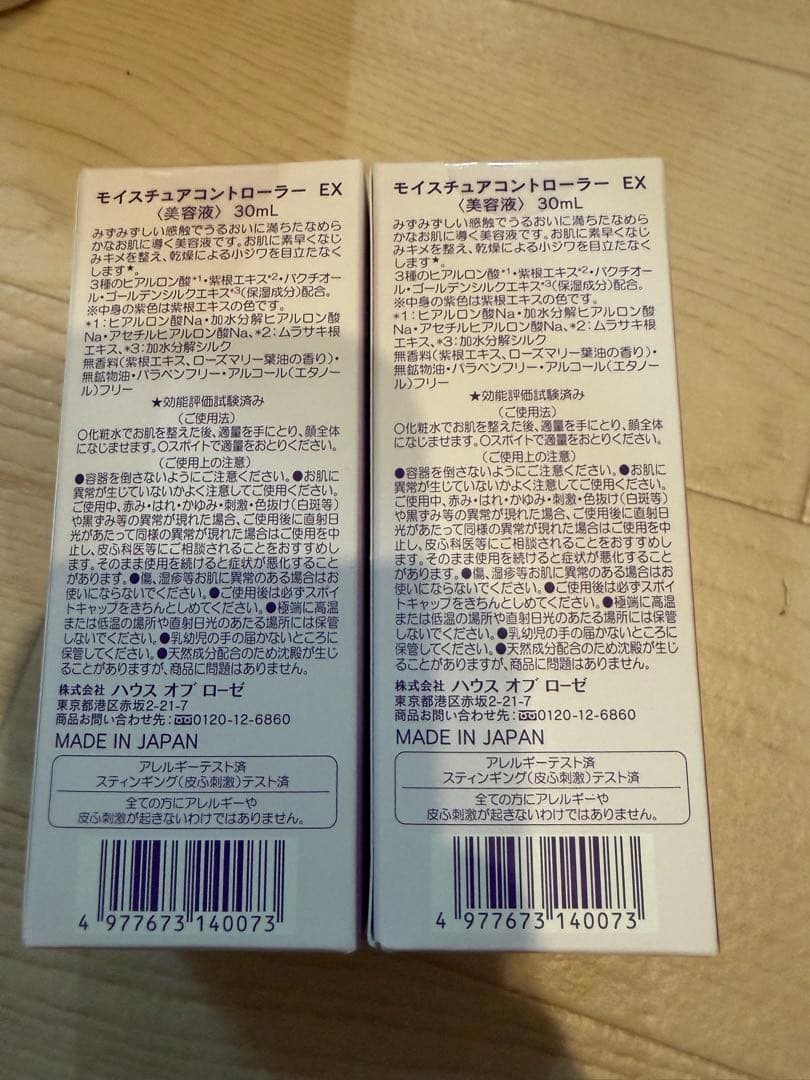 モイスチュアコントローラー EX
〈美容液〉 30mL
みずみずしい感触でうるおいに満ちたなめら
かなお肌に導く美容液です。お肌に素早くなじ
みキメを整え、乾燥による小ジワを目立たなく
します★。
3種のヒアルロン酸*1・紫根エキス*2・バクチオー
ル・ゴールデンシルクエキス*3(保湿成分)配合。
※中身の紫色は紫根エキスの色です。
*1:ヒアルロン酸Na・加水分解ヒアルロン酸
Na・アセチルヒアルロン酸Na、*2:ムラサキ根
エキス、*3:加水分解シルク
無香料(紫根エキス、ローズマリー葉油の香り)・
無鉱物油・パラベンフリー・アルコール(エタノー
ル)フリー
★効能評価試験済み
〈ご使用法〉
○化粧水でお肌を整えた後、適量を手にとり、顔全体
になじませます。○スポイトで適量をおとりください。
〈ご使用上の注意〉
●容器を倒さないようにご注意ください。●お肌に
異常が生じていないかよく注意してご使用ください。
ご使用中、赤み・はれ・かゆみ・刺激・色抜け(白斑等)
や黒ずみ等の異常が現れた場合、ご使用後に直射日
光があたって同様の異常が現れた場合はご使用を中
止し、皮ふ科医等にご相談されることをおすすめし
ます。そのまま使用を続けると症状が悪化すること
があります。●傷、湿疹等お肌に異常のある場合はお
使いにならないでください。●ご使用後は必ずスポイ
トキャップをきちんとしめてください。●極端に高温
または低温の場所や直射日光のあたる場所には保管
しないでください。●乳幼児の手の届かないところに
保管してください。●天然成分配合のため沈殿が生じ
ることがありますが、商品に問題はありません。
株式会社 ハウス オブ ローゼ
東京都港区赤坂2-21-7
商品お問い合わせ先:0120-12-6860
MADE IN JAPAN
アレルギーテスト済
スティンギング(皮ふ刺激)テスト済
全ての方にアレルギーや
皮ふ刺激が起きないわけではありません。
4 977673 140073
モイスチュアコントローラー EX
〈美容液〉 30mL
みずみずしい感触でうるおいに満ちたなめら
かなお肌に導く美容液です。お肌に素早くなじ
みキメを整え、乾燥による小ジワを目立たなく
します★。
3種のヒアルロン酸*1・紫根エキス*2・バクチオー
ル・ゴールデンシルクエキス*3(保湿成分)配合。
※中身の紫色は紫根エキスの色です。
*1:ヒアルロン酸Na・加水分解ヒアルロン酸
Na・アセチルヒアルロン酸Na、*2:ムラサキ根
エキス、*3:加水分解シルク
無香料(紫根エキス、ローズマリー葉油の香り)・
無鉱物油・パラベンフリー・アルコール(エタノー
ル)フリー
★効能評価試験済み
〈ご使用法〉
○化粧水でお肌を整えた後、適量を手にとり、顔全体
になじませます。○スポイトで適量をおとりください。
〈ご使用上の注意〉
●容器を倒さないようにご注意ください。●お肌に
異常が生じていないかよく注意してご使用ください。
ご使用中、赤み・はれ・かゆみ・刺激・色抜け(白斑等)
や黒ずみ等の異常が現れた場合、ご使用後に直射日
光があたって同様の異常が現れた場合はご使用を中
止し、皮ふ科医等にご相談されることをおすすめし
ます。そのまま使用を続けると症状が悪化すること
があります。●傷、湿疹等お肌に異常のある場合はお
使いにならないでください。●ご使用後は必ずスポイ
トキャップをきちんとしめてください。●極端に高温
または低温の場所や直射日光のあたる場所には保管
しないでください。●乳幼児の手の届かないところに
保管してください。●天然成分配合のため沈殿が生じ
ることがありますが、商品に問題はありません。
株式会社 ハウス オブ ローゼ
東京都港区赤坂2-21-7
商品お問い合わせ先:0120-12-6860
MADE IN JAPAN
アレルギーテスト済
スティンギング(皮ふ刺激)テスト済
全ての方にアレルギーや
皮ふ刺激が起きないわけではありません。
4 977673 140073